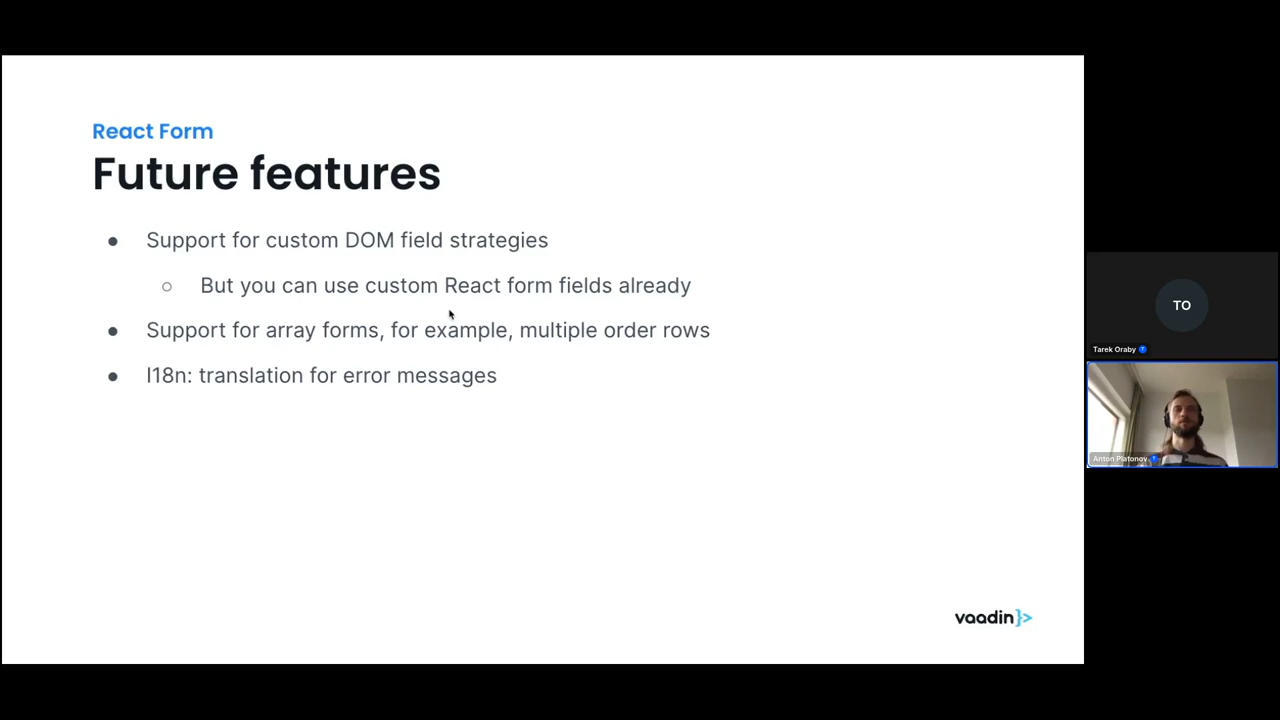 React Form
Future features
● Support for custom DOM field strategies
○ But you can use custom React form fields already
● Support for array forms, for example, multiple order rows
● I18n: translation for error messages
vaadin}>
TO
Tarek Oraby
Anton Platonov